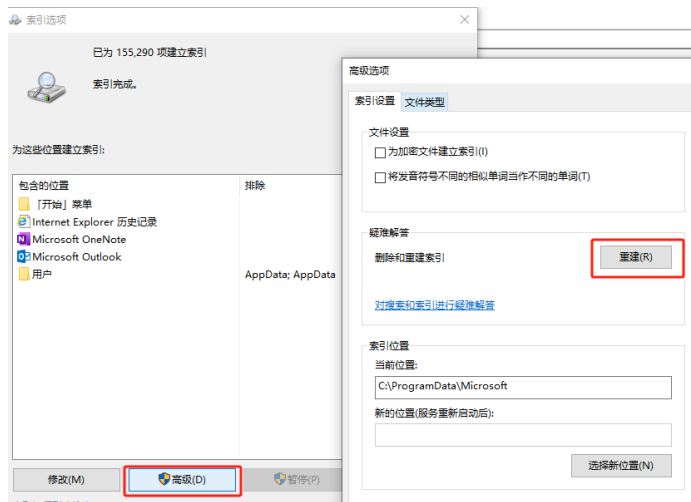 索引选项
已为 155,290 项建立索引
索引完成。
为这些位置建立索引:
包含的位置
排除
「开始」菜单
Internet Explorer 历史记录
Microsoft OneNote
Microsoft Outlook
用户
AppData; AppData
修改(M)
高级(D)
暂停(P)
高级选项
索引设置
文件类型
文件设置
为加密文件建立索引(I)
将发音符号不同的相似单词当作不同的单词(T)
疑难解答
删除和重建索引
重建(R)
对搜索和索引进行疑难解答
索引位置
当前位置:
C:\ProgramData\Microsoft
新的位置(服务重新启动后):
选择新位置(N)